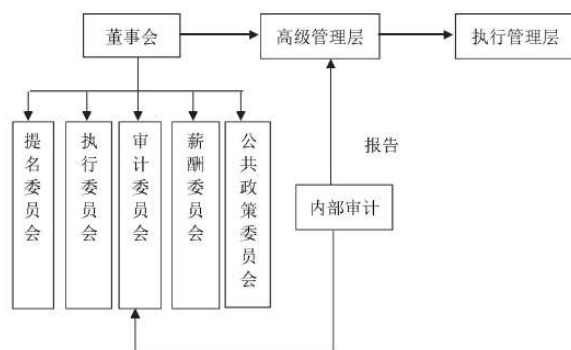 董事会
高级管理层
执行管理层
提名委员会
执行委员会
审计委员会
薪酬委员会
公共政策委员会
报告
内部审计